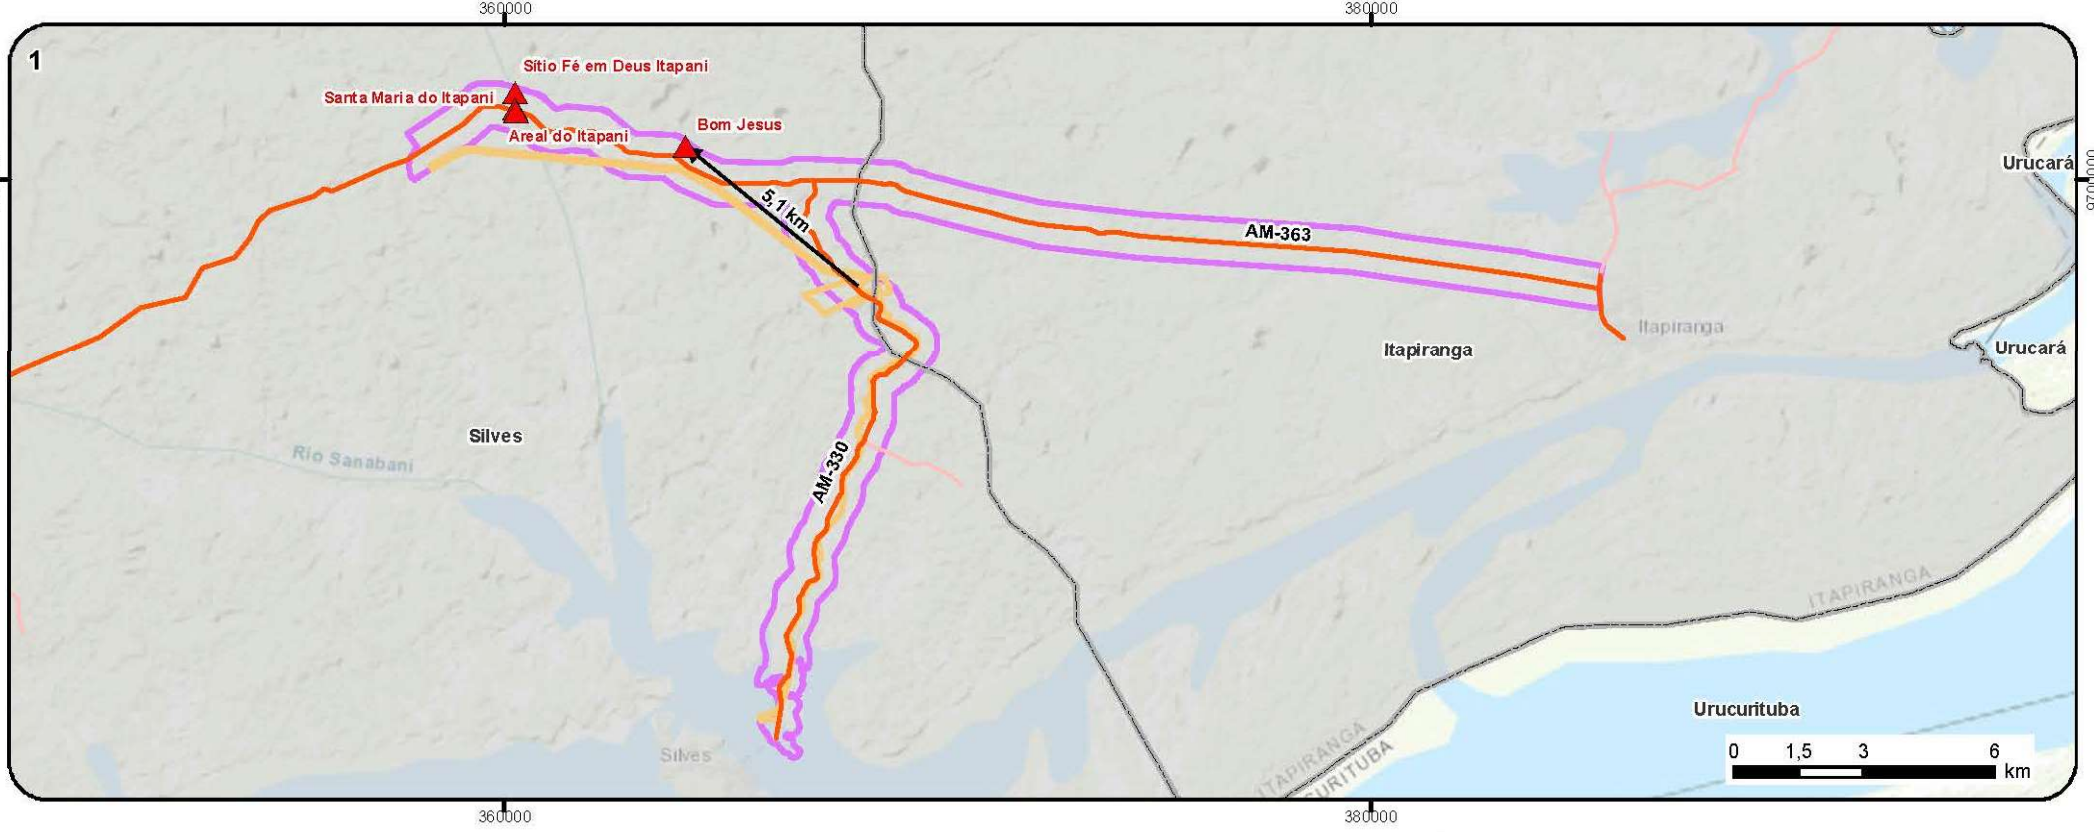 360000
380000
1
Sítio Fé em Deus Itapani
Santa Maria do Itapani
Areal do Itapani
Bom Jesus
5,1 km
AM-363
Urucará
9700000
Itapiranga
Itapiranga
Urucará
Silves
Rio Sanabani
AM-330
ITAPIRANGA
Urucurituba
Silves
ITAPIRANGA
URITUBA
0 1,5 3 6
km
360000
380000